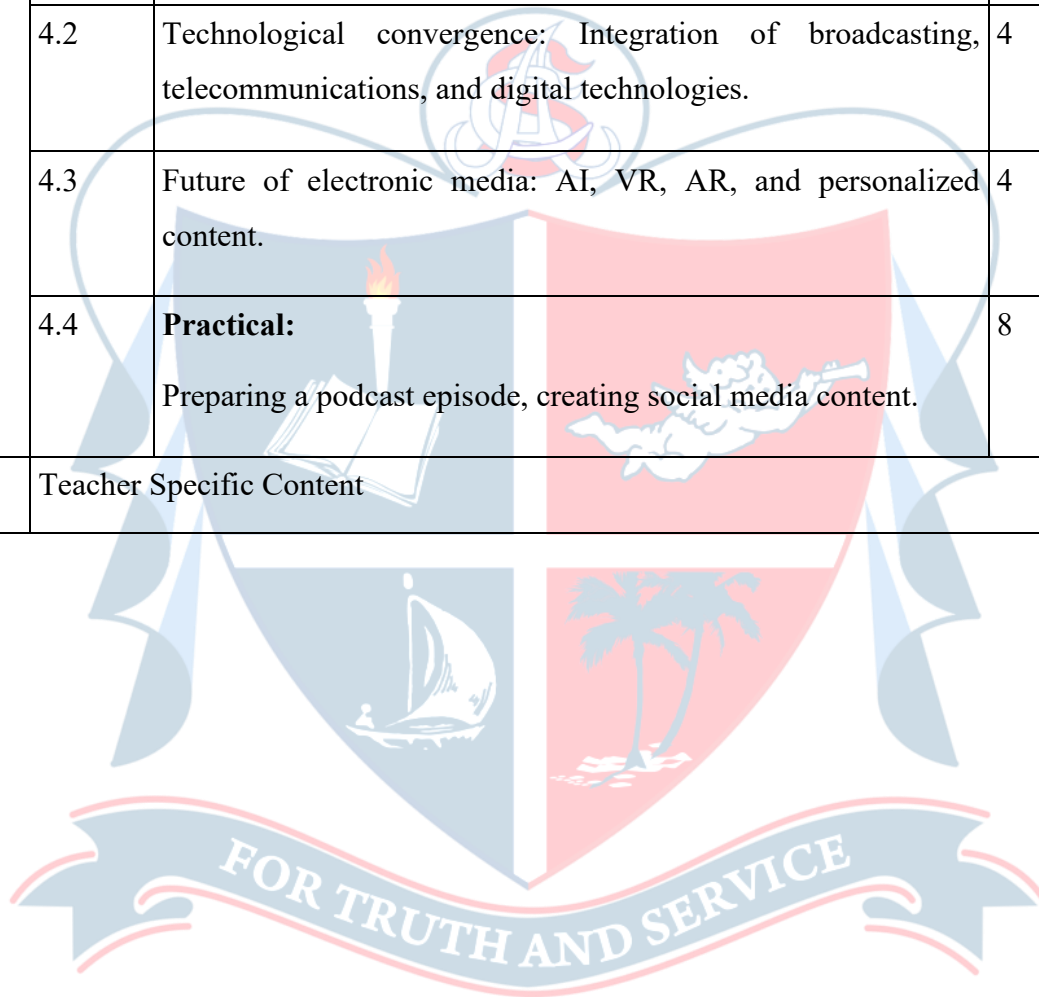 4.2 Technological convergence: Integration of broadcasting, 4
telecommunications, and digital technologies.
4.3 Future of electronic media: AI, VR, AR, and personalized 4
content.
4.4 Practical: 8
Preparing a podcast episode, creating social media content.
Teacher Specific Content
FOR TRUTH AND SERVICE